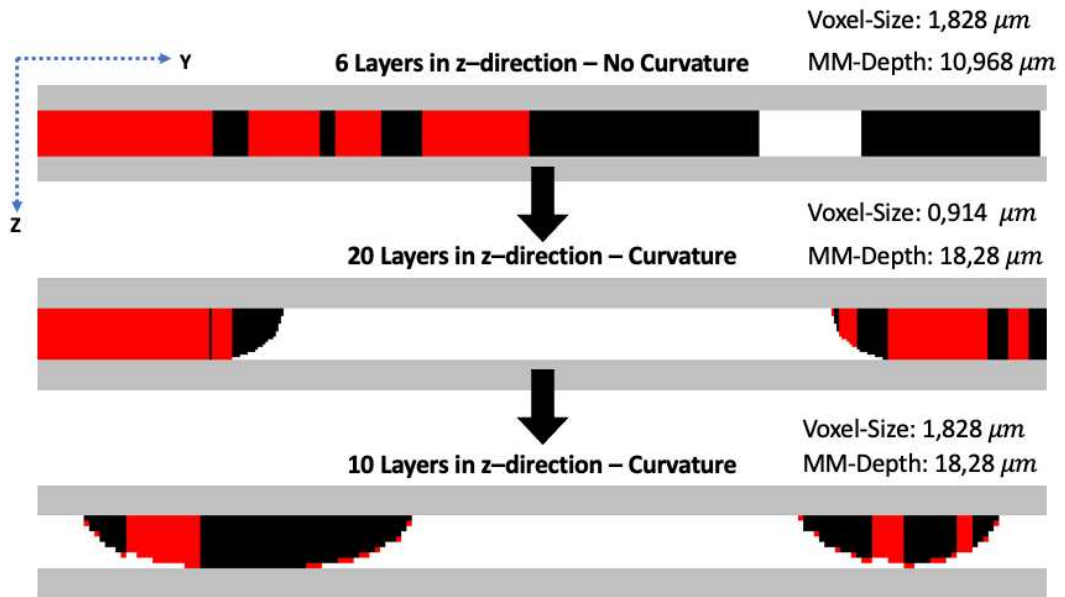 Voxel-Size: 1,828 μm
Y
6 Layers in z–direction – No Curvature
MM-Depth: 10,968 μm
Z
Voxel-Size: 0,914 μm
20 Layers in z–direction – Curvature
MM-Depth: 18,28 μm
Voxel-Size: 1,828 μm
10 Layers in z–direction – Curvature
MM-Depth: 18,28 μm